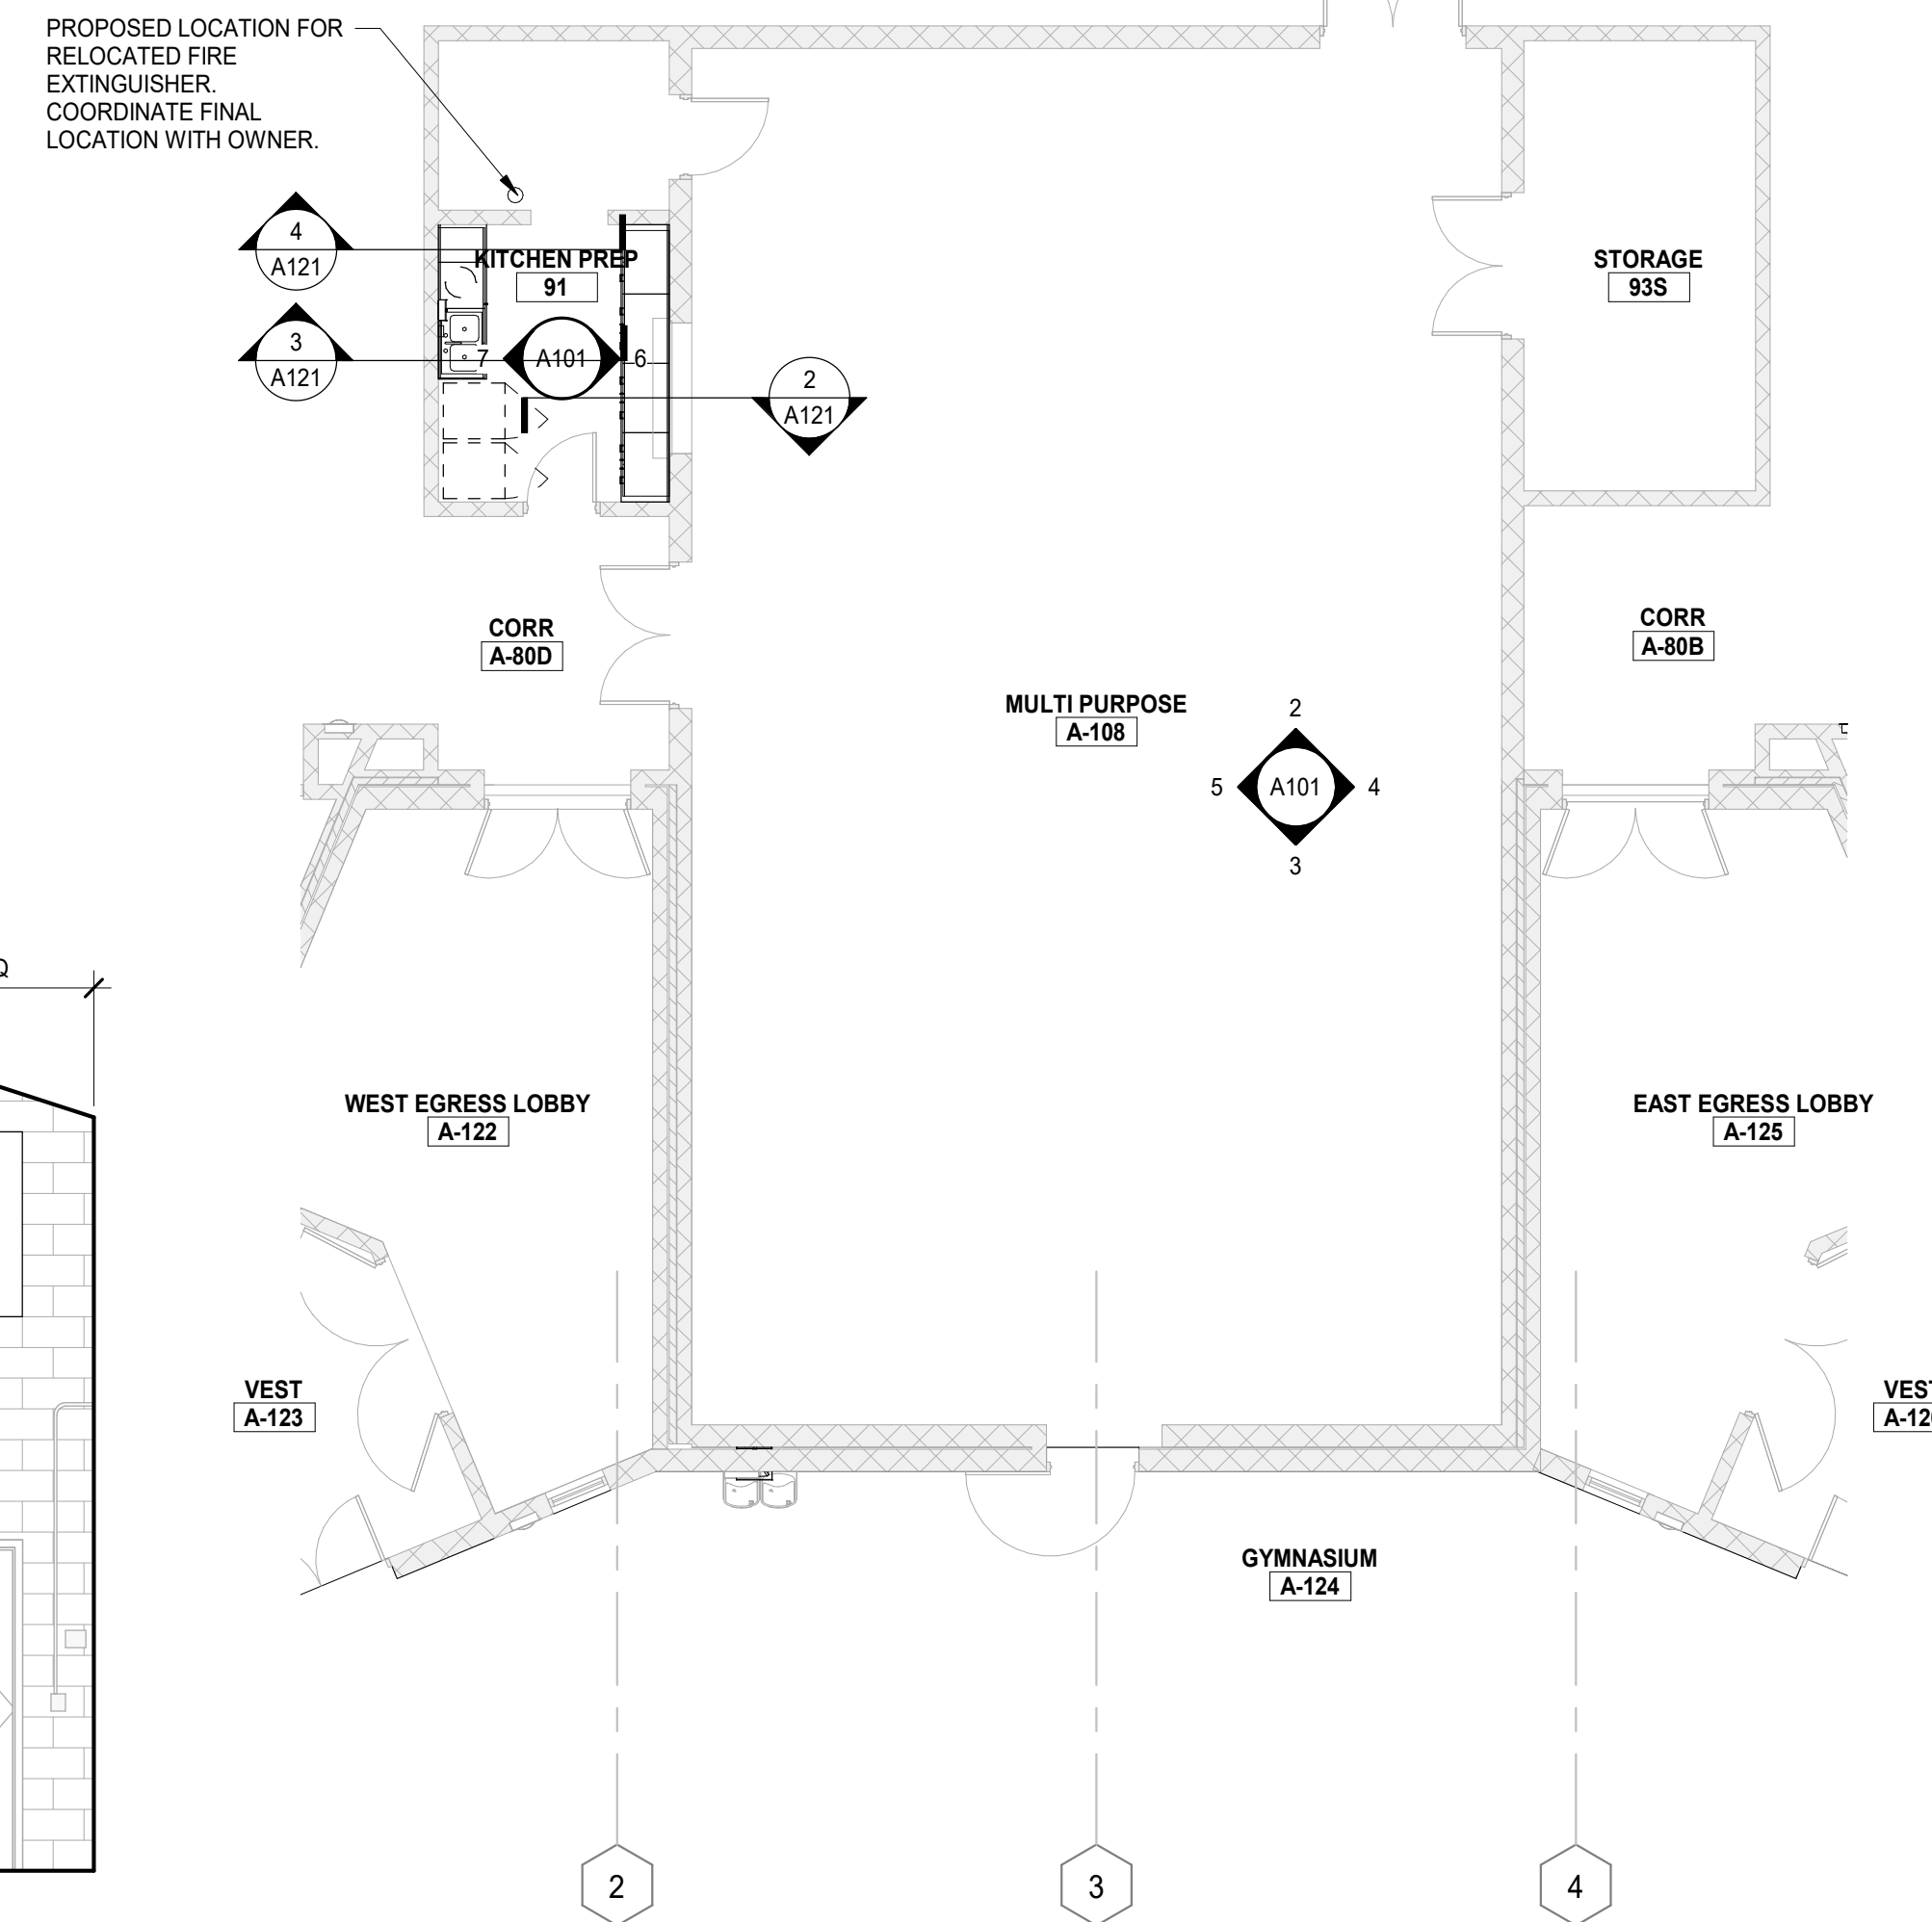 PROPOSED LOCATION FOR
RELOCATED FIRE
EXTINGUISHER.
COORDINATE FINAL
LOCATION WITH OWNER.
4
A121
KITCHEN PREP
91
STORAGE
93S
3
A121
7
A101
6
2
A121
CORR
A-80D
CORR
A-80B
MULTI PURPOSE
A-108
2
5
A101
4
3
Q
WEST EGRESS LOBBY
A-122
EAST EGRESS LOBBY
A-125
VEST
A-123
VEST
A-12
GYMNASIUM
A-124
2
3
4